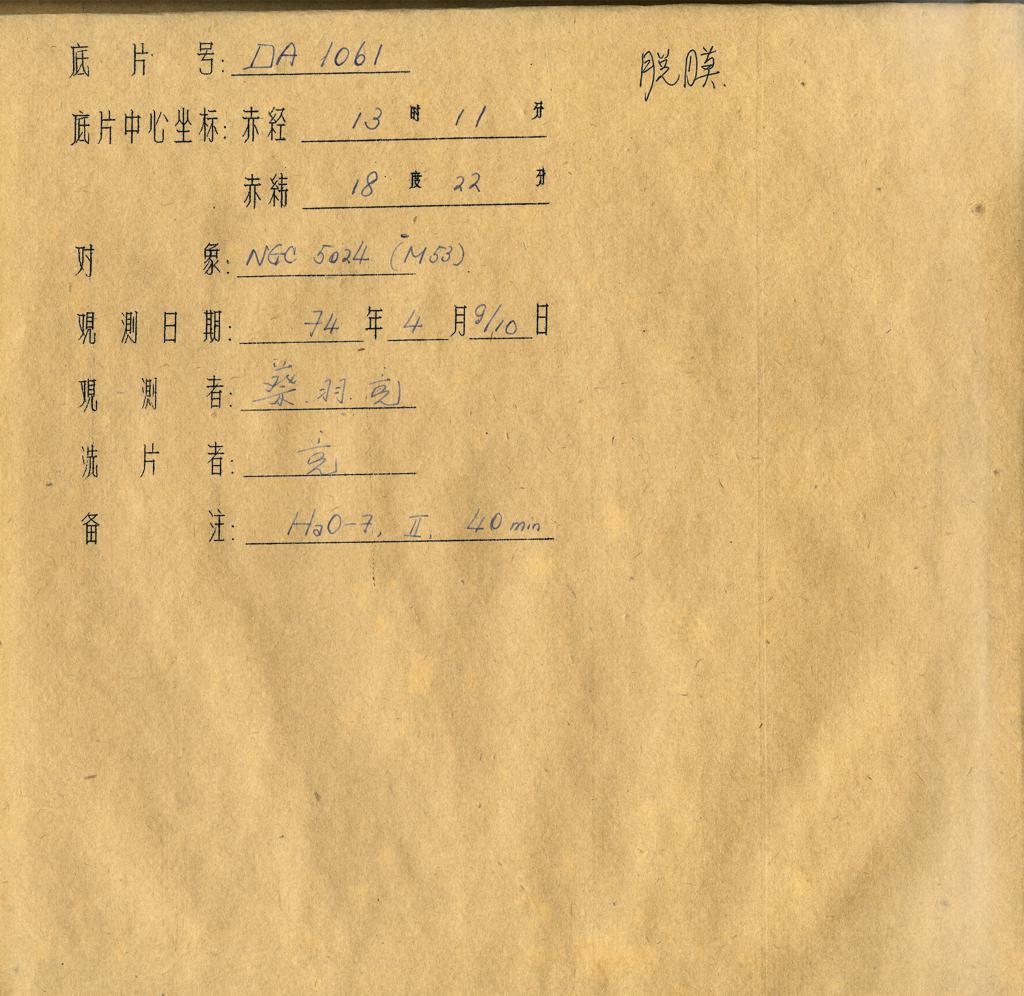 底片号: DA 1061
脱膜.
底片中心坐标: 赤经 13 时 11 分
赤纬 18 度 22 分
对象: NGC 5024 (M53)
观测日期: 74 年 4 月 9/10 日
观测者: 蔡 羽 亮
洗片者: 亮
备注: HaO-7, II, 40 min